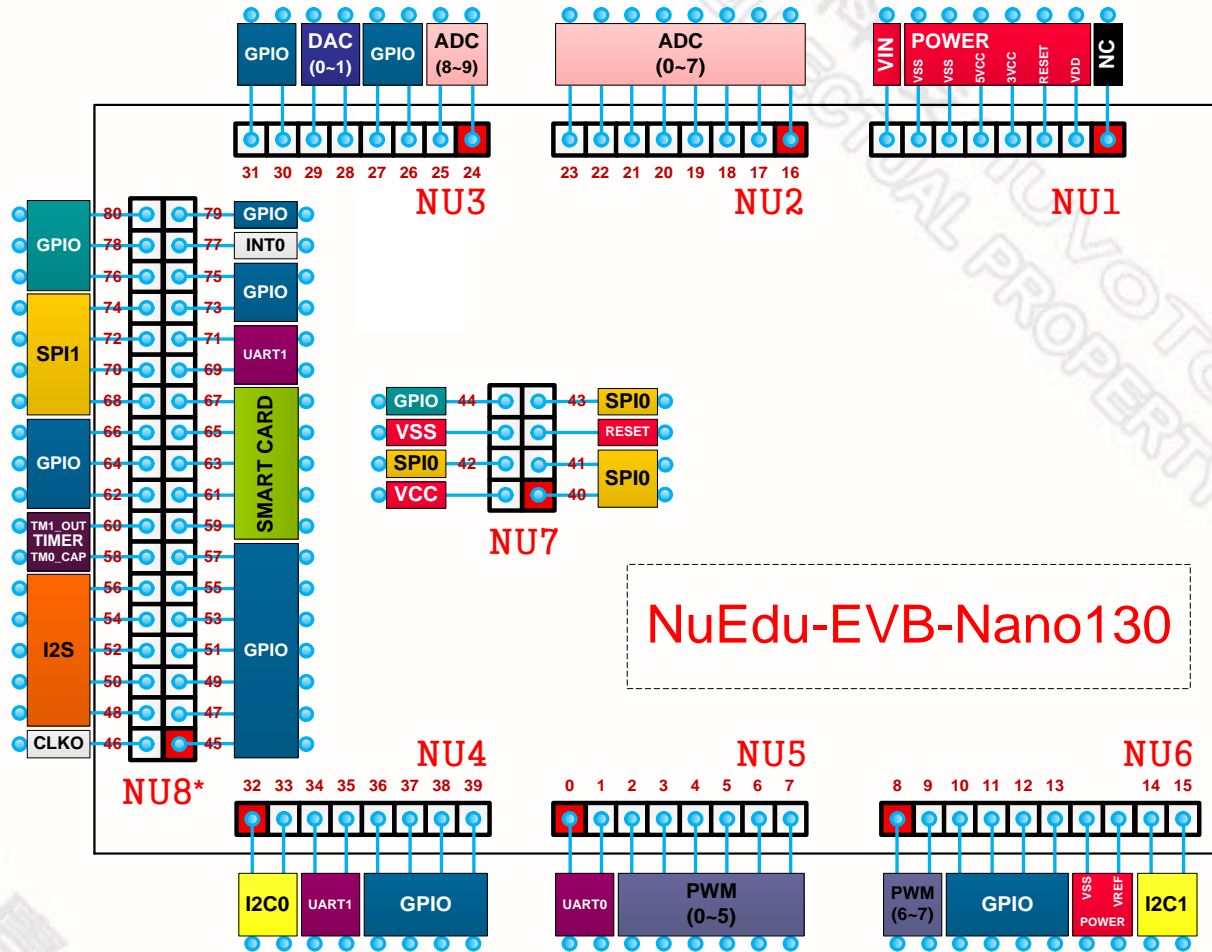 GPIO DAC (0~1) GPIO ADC (8~9)
ADC (0~7)
VIN POWER VSS VSS 5VCC 3VCC RESET VDD NC
31 30 29 28 27 26 25 24
23 22 21 20 19 18 17 16
NU3 NU2 NU1
80 79 GPIO
GPIO 78 77 INT0
76 75 GPIO
74 73
SPI1 72 71 UART1
70 69
68 67 SMART CARD
66 65
GPIO 64 63
62 61
TM1_OUT 60 59
TIMER
TM0_CAP 58 57
56 55
54 53
I2S 52 51 GPIO
50 49
48 47
CLKO 46 45
NU8*
GPIO 44 43 SPI0
VSS RESET
SPI0 42 41 SPI0
VCC 40
NU7
NuEdu-EVB-Nano130
NU4 NU5 NU6
32 33 34 35 36 37 38 39
0 1 2 3 4 5 6 7
8 9 10 11 12 13 14 15
I2C0 UART1 GPIO
UART0 PWM (0~5)
PWM (6~7) GPIO VSS VREF POWER I2C1
PROPERTY